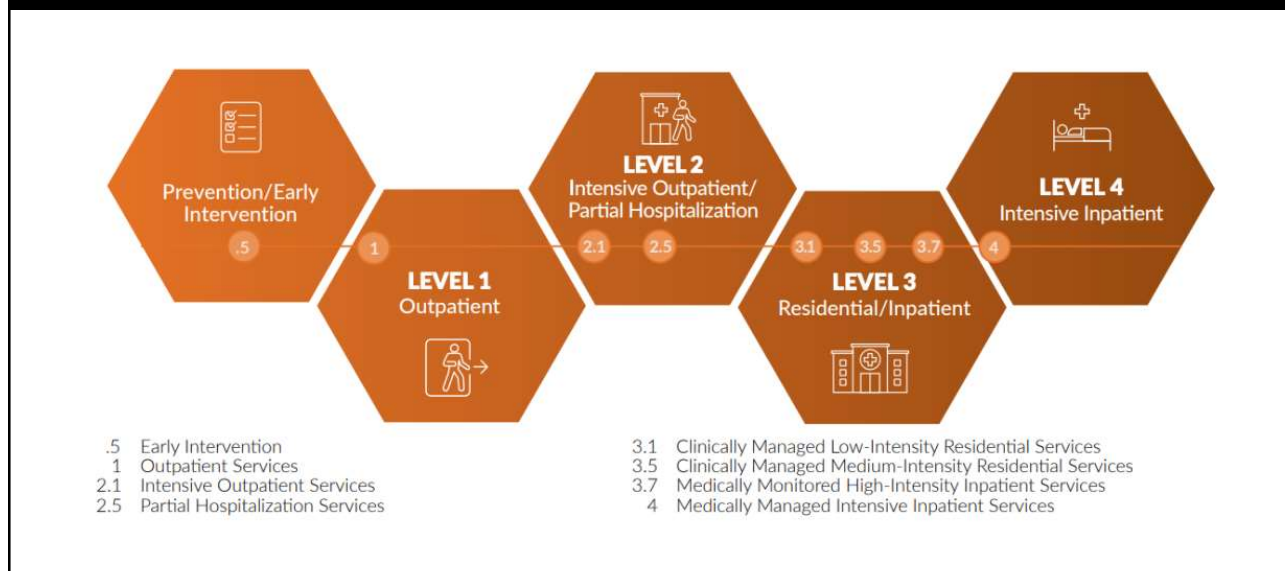 Prevention/Early
Intervention
.5
1
LEVEL 1
Outpatient
LEVEL 2
Intensive Outpatient/
Partial Hospitalization
2.1
2.5
3.1
3.5
3.7
LEVEL 3
Residential/Inpatient
LEVEL 4
Intensive Inpatient
4
.5 Early Intervention
1 Outpatient Services
2.1 Intensive Outpatient Services
2.5 Partial Hospitalization Services
3.1 Clinically Managed Low-Intensity Residential Services
3.5 Clinically Managed Medium-Intensity Residential Services
3.7 Medically Monitored High-Intensity Inpatient Services
4 Medically Managed Intensive Inpatient Services